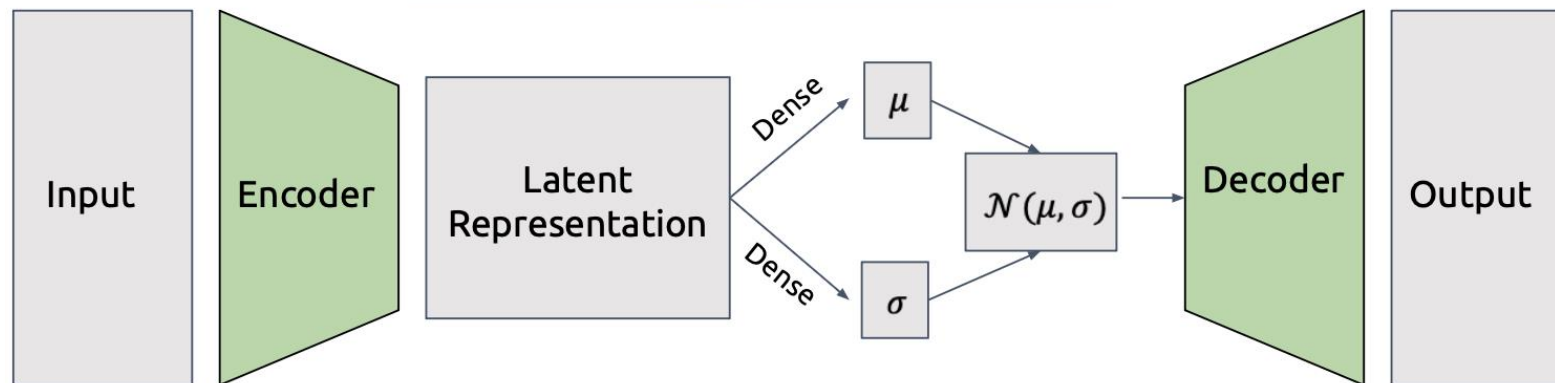 Input
Encoder
Latent
Representation
Dense
Dense
μ
σ
𝒩(μ, σ)
Decoder
Output